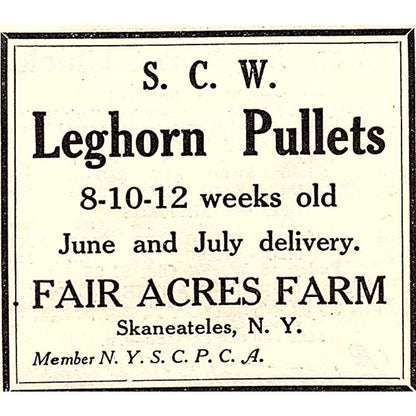 S. C. W.
Leghorn Pullets
8-10-12 weeks old
June and July delivery.
FAIR ACRES FARM
Skaneateles, N. Y.
Member N. Y. S. C. P. C. A.